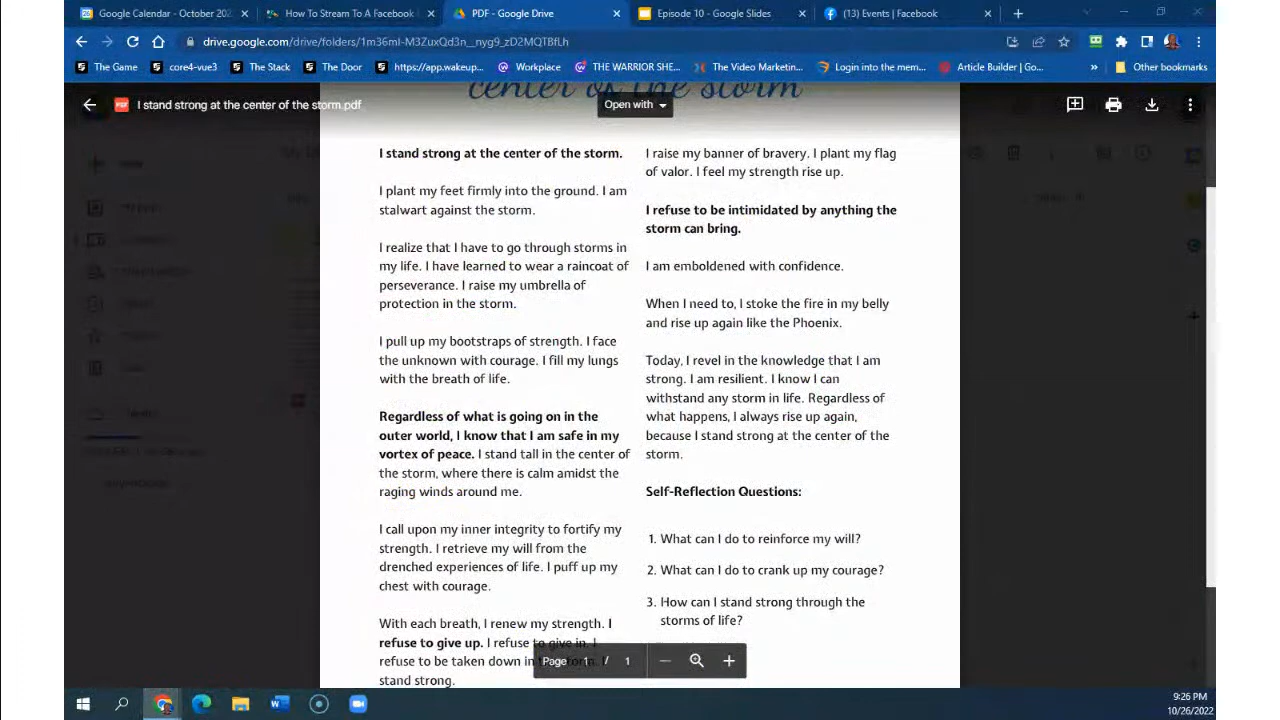 Google Calendar - October 202
How To Stream To A Facebook
PDF - Google Drive
Episode 10 - Google Slides
(13) Events | Facebook
drive.google.com/drive/folders/1m36mI-M3ZuxQd3n__nyg9_zD2MQTBfLh
The Game
core4-vue3
The Stack
The Door
https://app.wakeup...
Workplace
THE WARRIOR SHE...
The Video Marketin...
Login into the mem...
Article Builder | Go...
»
Other bookmarks
I stand strong at the center of the storm.pdf
Open with
center of the storm
I stand strong at the center of the storm.
I plant my feet firmly into the ground. I am
stalwart against the storm.
I realize that I have to go through storms in
my life. I have learned to wear a raincoat of
perseverance. I raise my umbrella of
protection in the storm.
I pull up my bootstraps of strength. I face
the unknown with courage. I fill my lungs
with the breath of life.
Regardless of what is going on in the
outer world, I know that I am safe in my
vortex of peace. I stand tall in the center of
the storm, where there is calm amidst the
raging winds around me.
I call upon my inner integrity to fortify my
strength. I retrieve my will from the
drenched experiences of life. I puff up my
chest with courage.
With each breath, I renew my strength. I
refuse to give up. I refuse to give in. I
refuse to be taken down in the storm. I
stand strong.
I raise my banner of bravery. I plant my flag
of valor. I feel my strength rise up.
I refuse to be intimidated by anything the
storm can bring.
I am emboldened with confidence.
When I need to, I stoke the fire in my belly
and rise up again like the Phoenix.
Today, I revel in the knowledge that I am
strong. I am resilient. I know I can
withstand any storm in life. Regardless of
what happens, I always rise up again,
because I stand strong at the center of the
storm.
Self-Reflection Questions:
1. What can I do to reinforce my will?
2. What can I do to crank up my courage?
3. How can I stand strong through the
storms of life?
Page 1 / 1
9:26 PM
10/26/2022